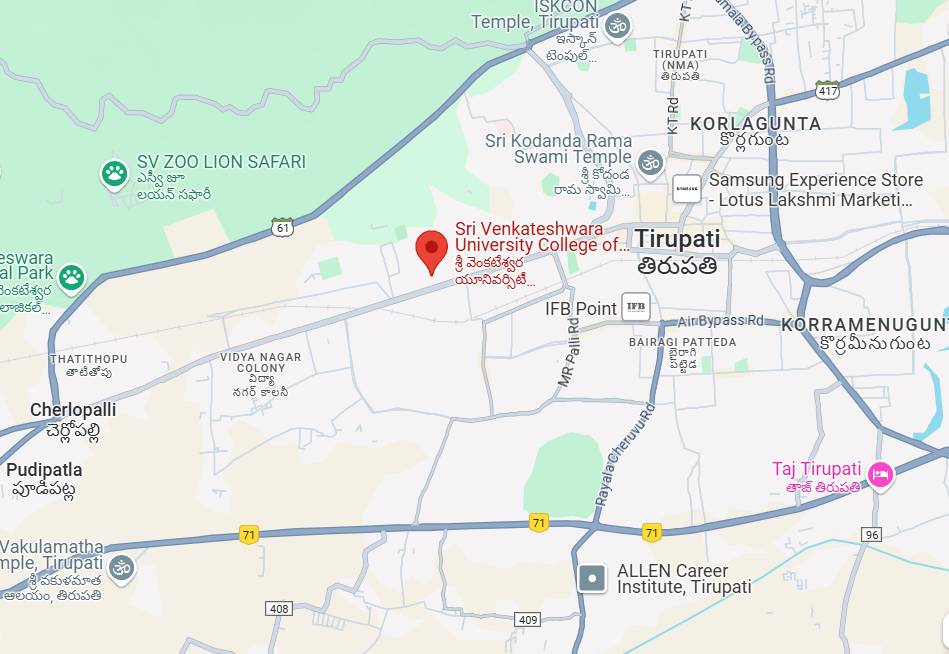 ISKCON
Temple, Tirupati
ఇస్కాన్
టెంపుల్...
TIRUPATI
(NMA)
తిరుపతి
KT
Bypass Rd
417
KT Rd
KORLAGUNTA
కొర్లగుంట
Sri Kodanda Rama
Swami Temple
శ్రీ కోదండ
రామ స్వామి...
SV ZOO LION SAFARI
ఎస్వీ జూ
లయన్ సఫారీ
SAMSUNG
Samsung Experience Store
- Lotus Lakshmi Marketi...
61
Sri Venkateshwara
University College of...
శ్రీ వెంకటేశ్వర
యూనివర్సిటీ...
Tirupati
తిరుపతి
eswara
al Park
వెంకటేశ్వర
లాజికల్...
IFB Point
IFB
Air Bypass Rd
KORRAMENUGUN
కొర్రమీనుగుంట
BAIRAGI PATTEDA
బైరాగి
పట్టెడ
MR Palli Rd
THATITHOPU
తాటితోపు
VIDYA NAGAR
COLONY
విద్యా
నగర్ కాలనీ
Cherlopalli
చెర్లోపల్లి
Pudipatla
పూడిపట్ల
Rayala Cheruvu Rd
Taj Tirupati
తాజ్ తిరుపతి
71
71
71
96
Vakulamatha
mple, Tirupati
శ్రీ వకుళమాత
ఆలయం, తిరుపతి
ALLEN Career
Institute, Tirupati
408
409